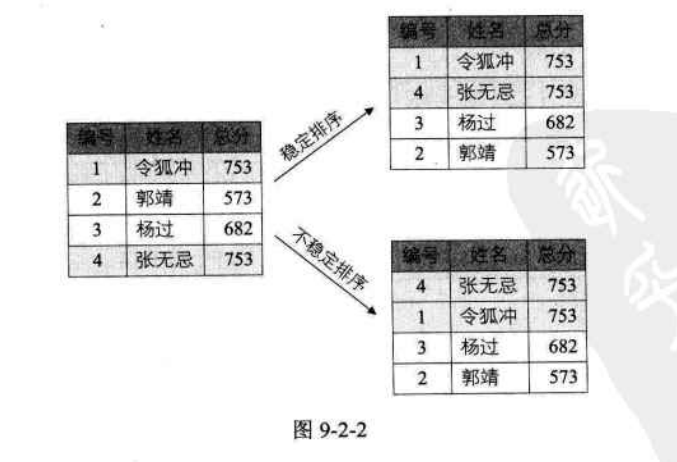 编号 姓名 总分
1 令狐冲 753
4 张无忌 753
3 杨过 682
2 郭靖 573
稳定排序
编号 姓名 总分
1 令狐冲 753
2 郭靖 573
3 杨过 682
4 张无忌 753
不稳定排序
编号 姓名 总分
4 张无忌 753
1 令狐冲 753
3 杨过 682
2 郭靖 573
图 9-2-2